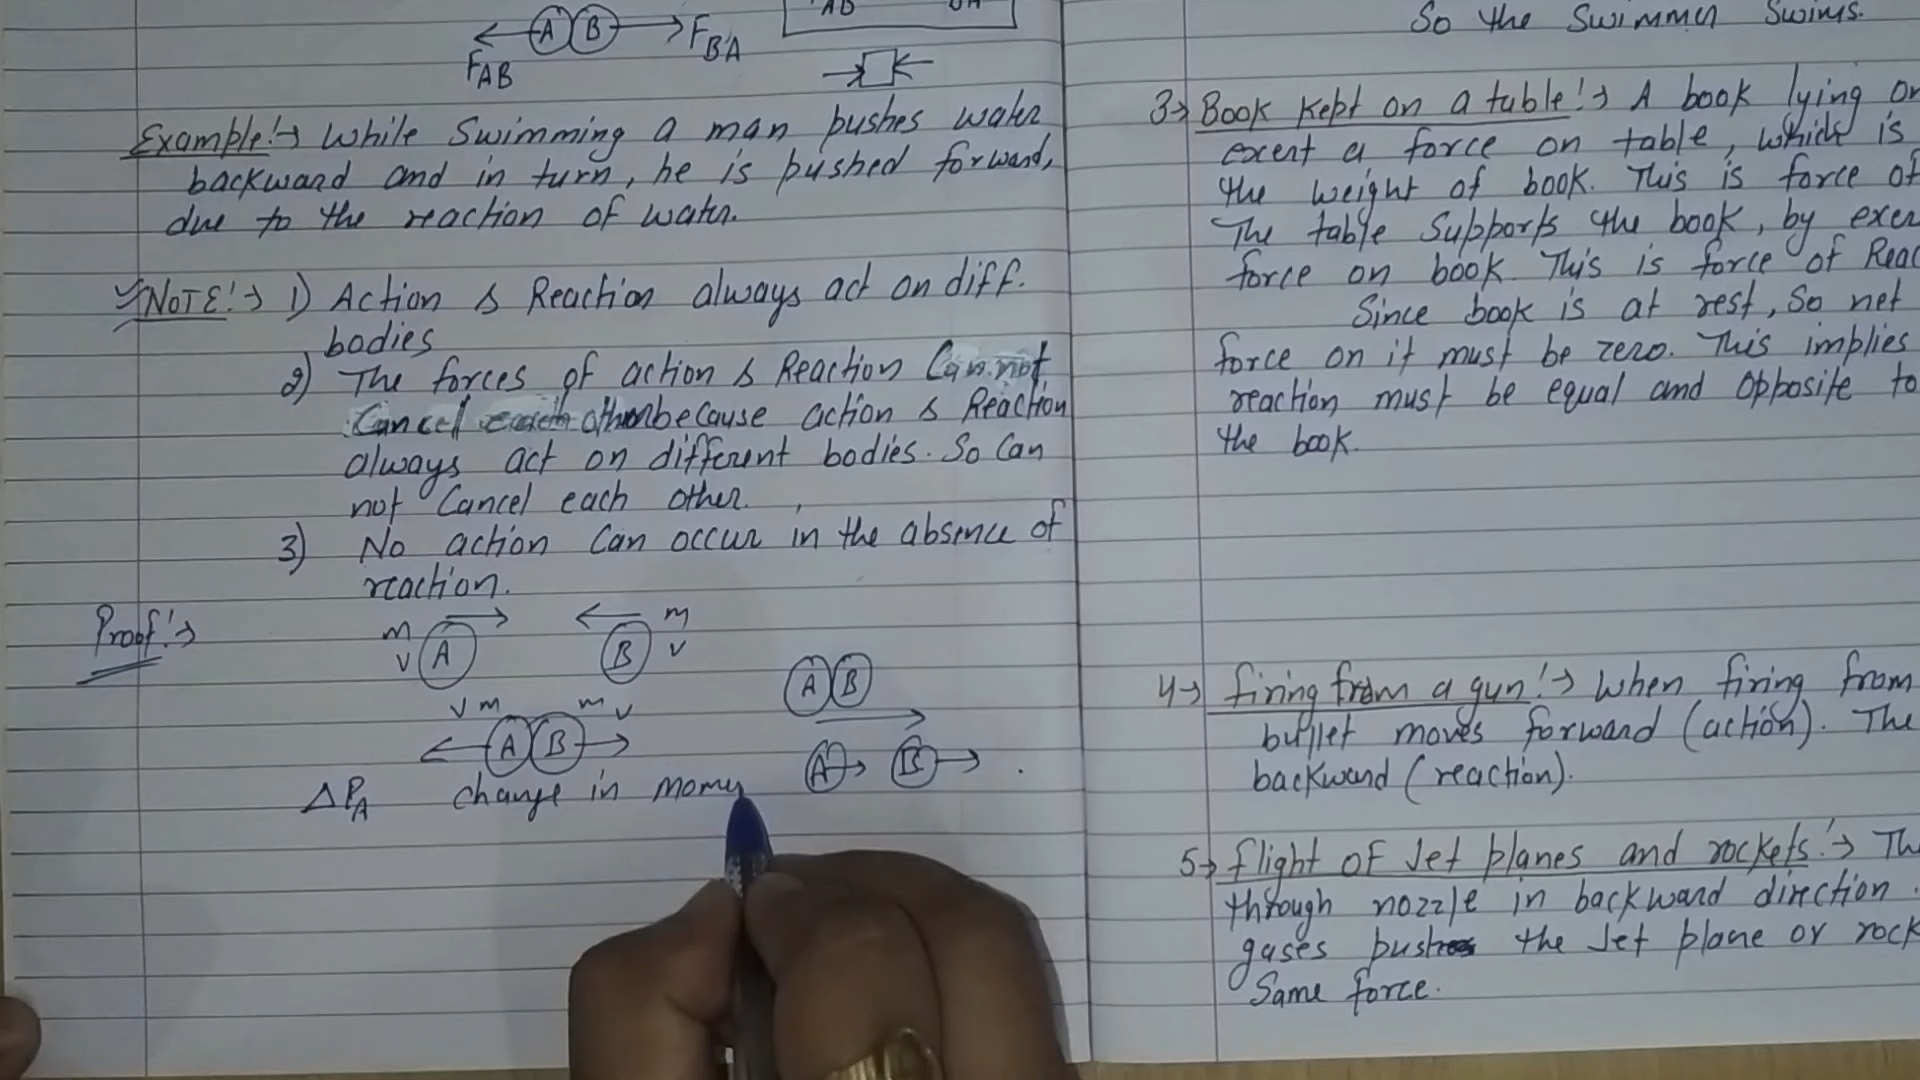 A B
F_AB F_BA
Example:→ While Swimming a man pushes water
backward and in turn, he is pushed forward,
due to the reaction of water.
NOTE:→ 1) Action & Reaction always act on diff.
bodies
2) The forces of action & Reaction Can not
Cancel each other because action & Reaction
always act on different bodies. So Can
not Cancel each other.
3) No action Can occur in the absence of
reaction.
Proof:→
m m
v A B v
v m m v
A B
A B
A B
ΔP_A change in mome
So the Swimmer Swims.
3→ Book Kept on a table:→ A book lying on
exert a force on table, which is
the weight of book. This is force of
The table Supports the book, by exer
force on book. This is force of Reac
Since book is at rest, So net
force on it must be zero. This implies
reaction must be equal and Opposite to
the book.
4→ firing from a gun:→ When firing from
bullet moves forward (action). The
backward (reaction).
5→ flight of Jet planes and rockets:→ Th
through nozzle in backward direction.
gases pushes the Jet plane or rock
Same force.